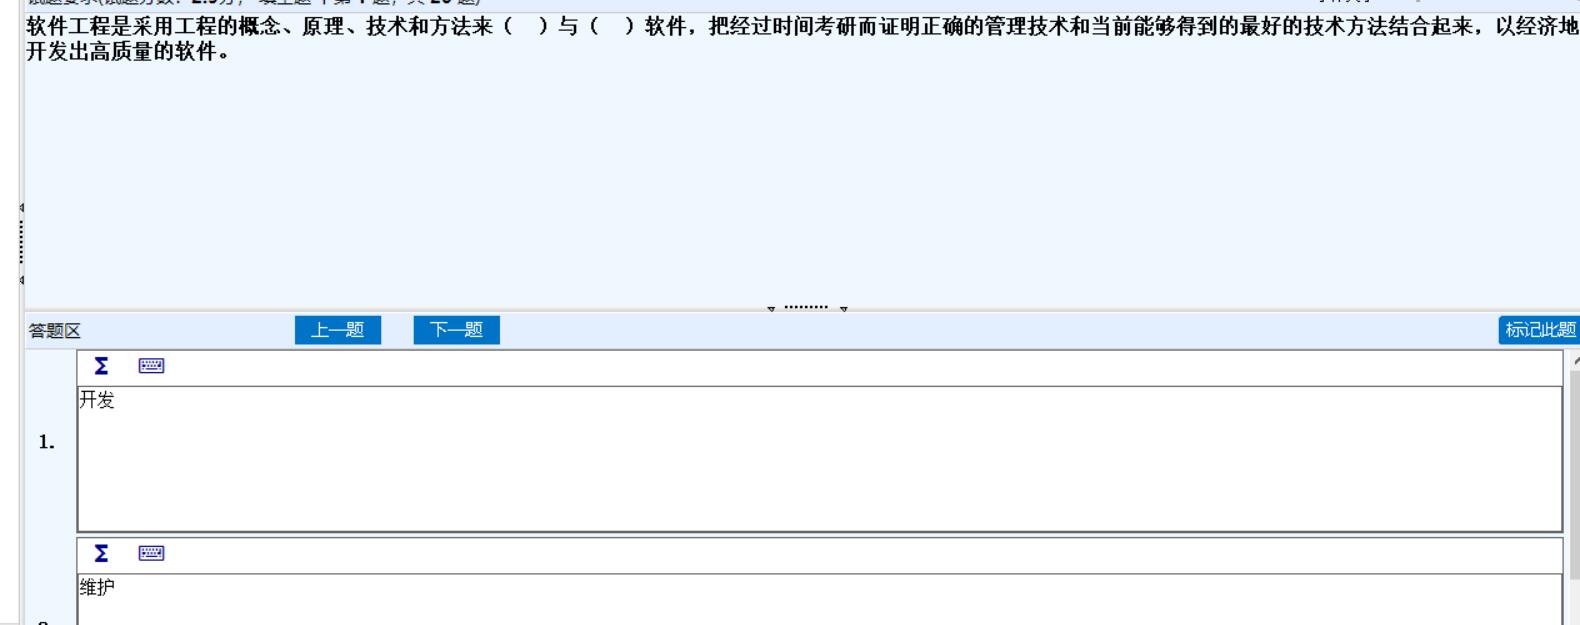 软件工程是采用工程的概念、原理、技术和方法来（ ）与（ ）软件，把经过时间考研而证明正确的管理技术和当前能够得到的最好的技术方法结合起来，以经济地
开发出高质量的软件。
答题区 上一题 下一题 标记此题
Σ
开发
1.
Σ
维护